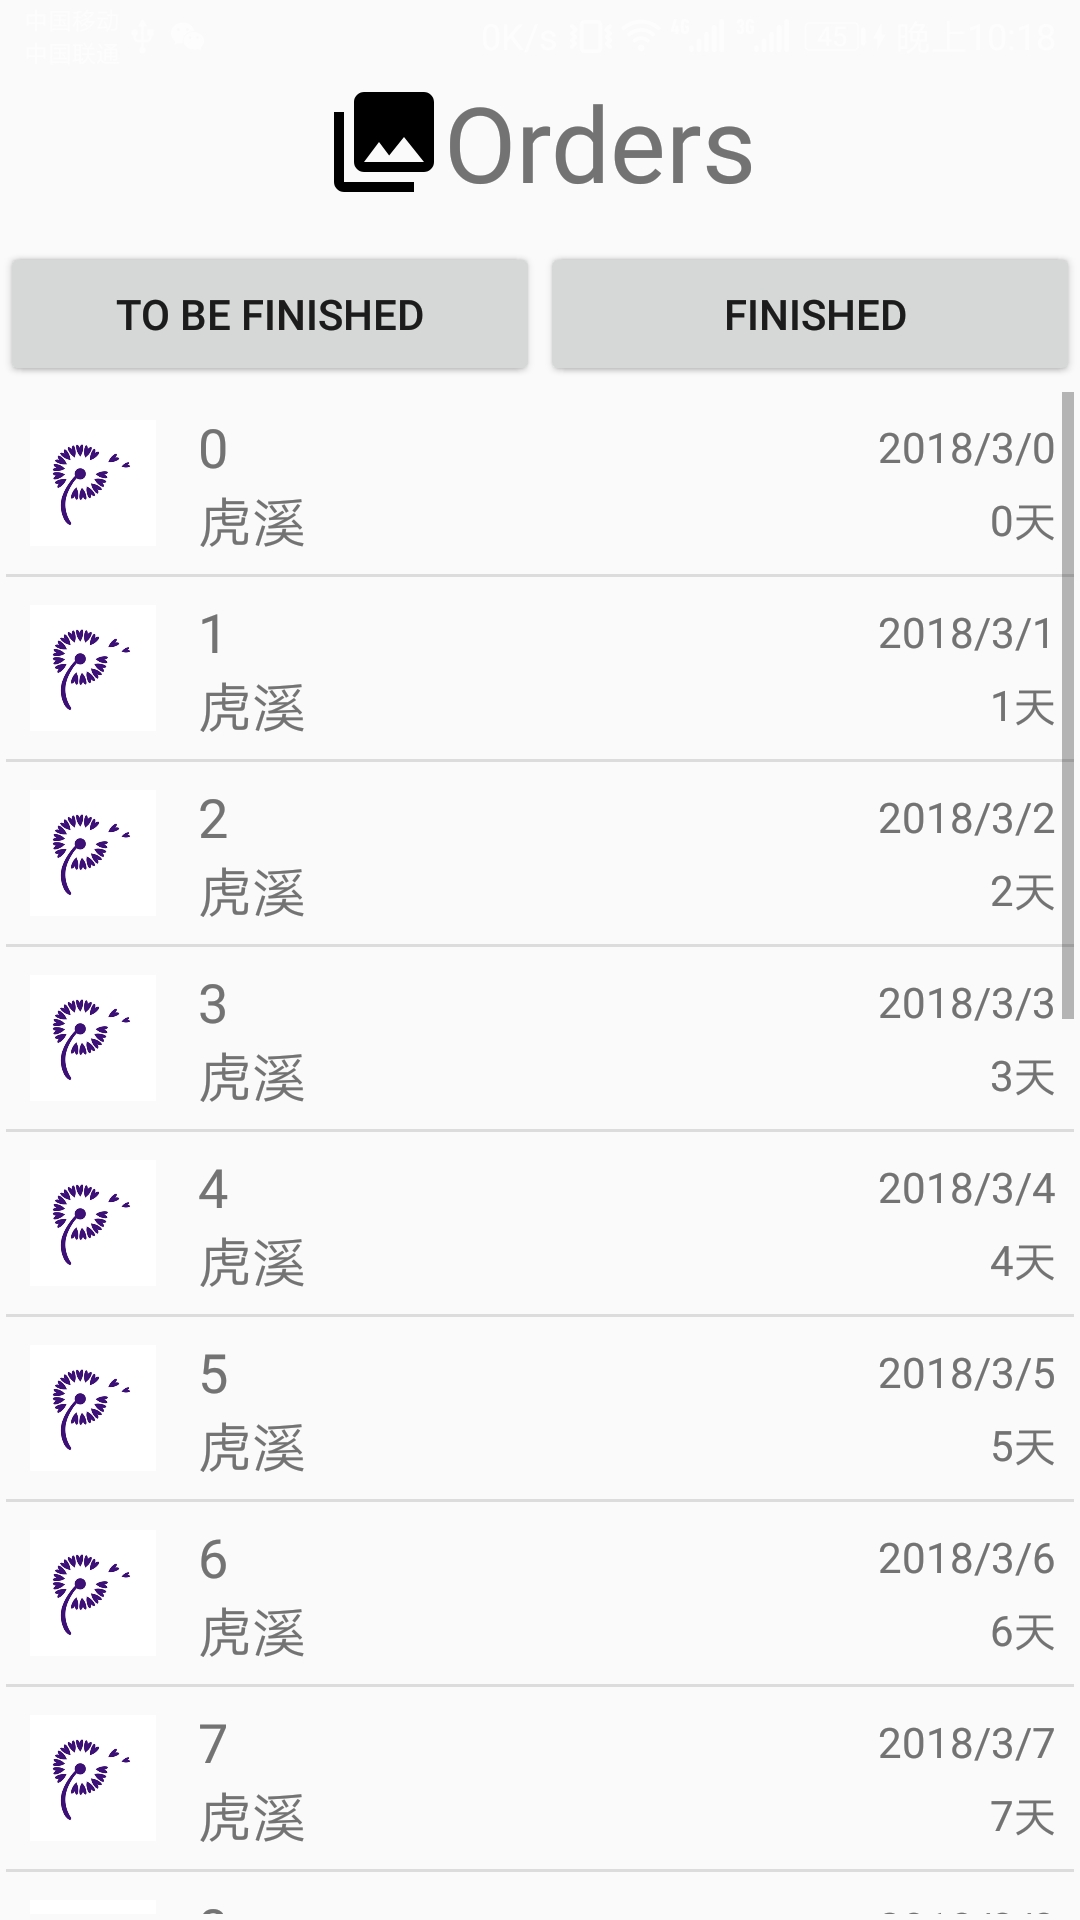 中国移动
中国联通
0K/s 45 晚上10:18
Orders
TO BE FINISHED FINISHED
0 2018/3/0
虎溪 0天
1 2018/3/1
虎溪 1天
2 2018/3/2
虎溪 2天
3 2018/3/3
虎溪 3天
4 2018/3/4
虎溪 4天
5 2018/3/5
虎溪 5天
6 2018/3/6
虎溪 6天
7 2018/3/7
虎溪 7天